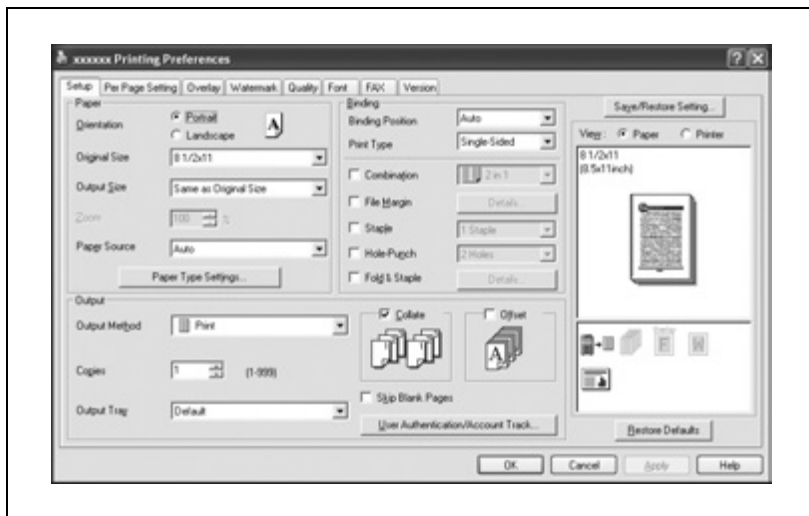 xxxxxx Printing Preferences
Setup Per Page Setting Overlay Watermark Quality Font FAX Version
Paper
Orientation
Portrait
Landscape
A
Original Size 8 1/2x11
Output Size Same as Original Size
Zoom 100 %
Paper Source Auto
Paper Type Settings...
Binding
Binding Position Auto
Print Type Single-Sided
Combination 2 in 1
File Margin Details...
Staple 1 Staple
Hole-Punch 2 Holes
Fold & Staple Details...
Output
Output Method Print
Copies 1 (1-999)
Output Tray Default
Collate
Offset
A
Skip Blank Pages
User Authentication/Account Track...
Save/Restore Setting...
View: Paper Printer
8 1/2x11
(8.5x11inch)
F W
Restore Defaults
OK Cancel Apply Help